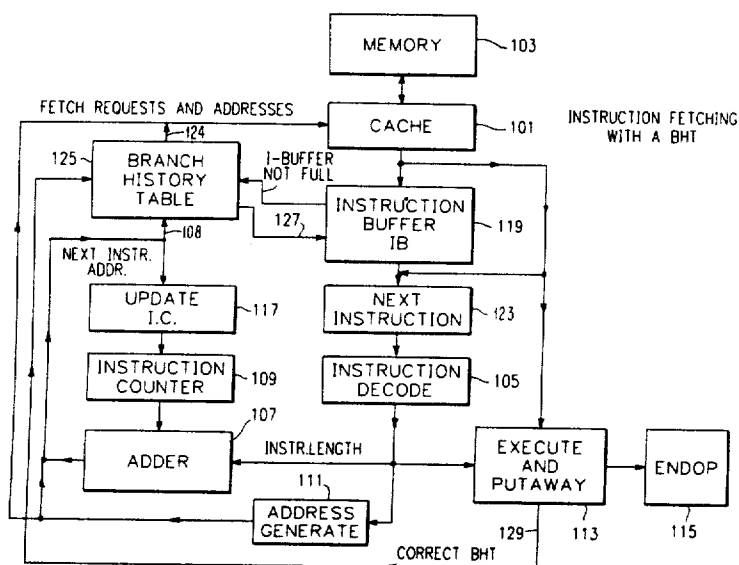 MEMORY
103
FETCH REQUESTS AND ADDRESSES
124
CACHE
101
INSTRUCTION FETCHING
WITH A BHT
125
BRANCH
HISTORY
TABLE
I-BUFFER
NOT FULL
INSTRUCTION
BUFFER
IB
119
127
108
NEXT INSTR.
ADDR.
UPDATE
I.C.
117
NEXT
INSTRUCTION
123
INSTRUCTION
COUNTER
109
INSTRUCTION
DECODE
105
107
ADDER
INSTR.LENGTH
EXECUTE
AND
PUTAWAY
ENDOP
111
ADDRESS
GENERATE
129
113
115
CORRECT BHT